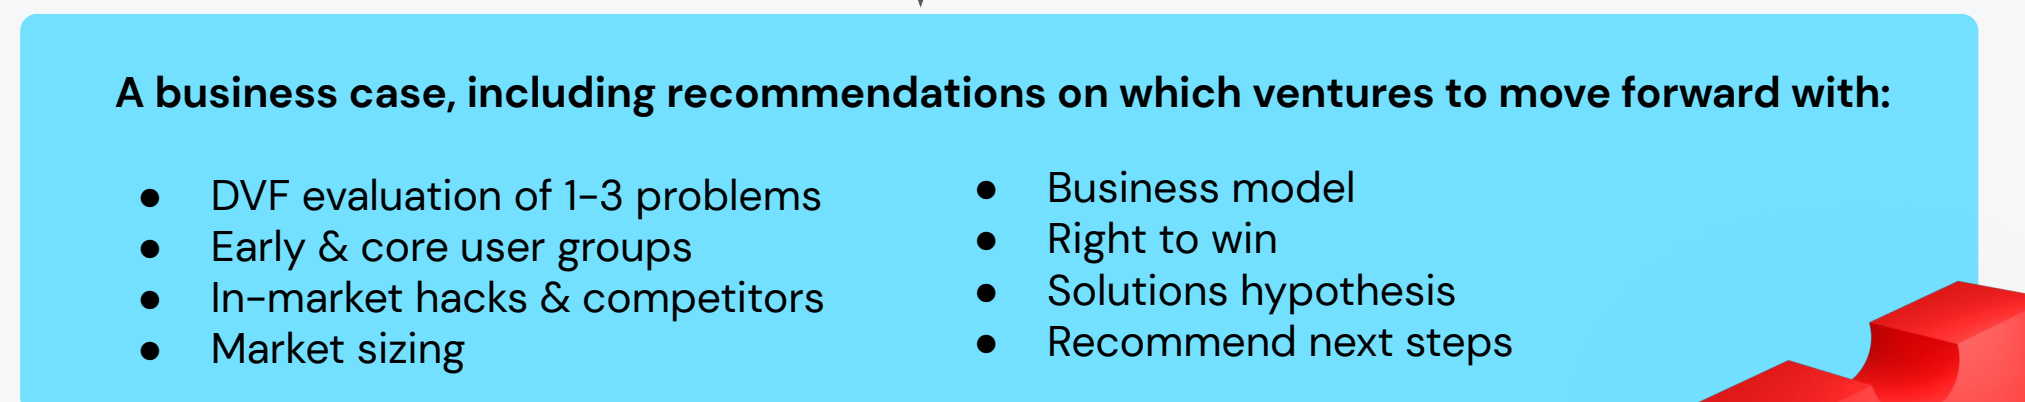 A business case, including recommendations on which ventures to move forward with:
● DVF evaluation of 1-3 problems
● Early & core user groups
● In-market hacks & competitors
● Market sizing
● Business model
● Right to win
● Solutions hypothesis
● Recommend next steps